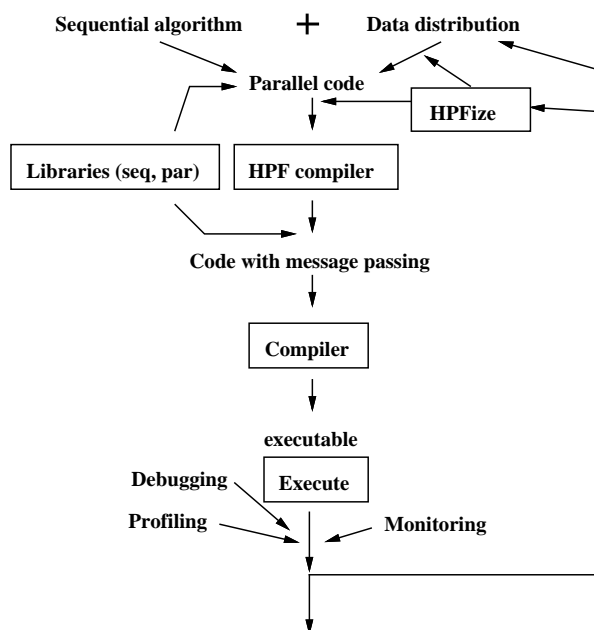 Sequential algorithm + Data distribution
Parallel code
HPFize
Libraries (seq, par)
HPF compiler
Code with message passing
Compiler
executable
Execute
Debugging
Profiling
Monitoring